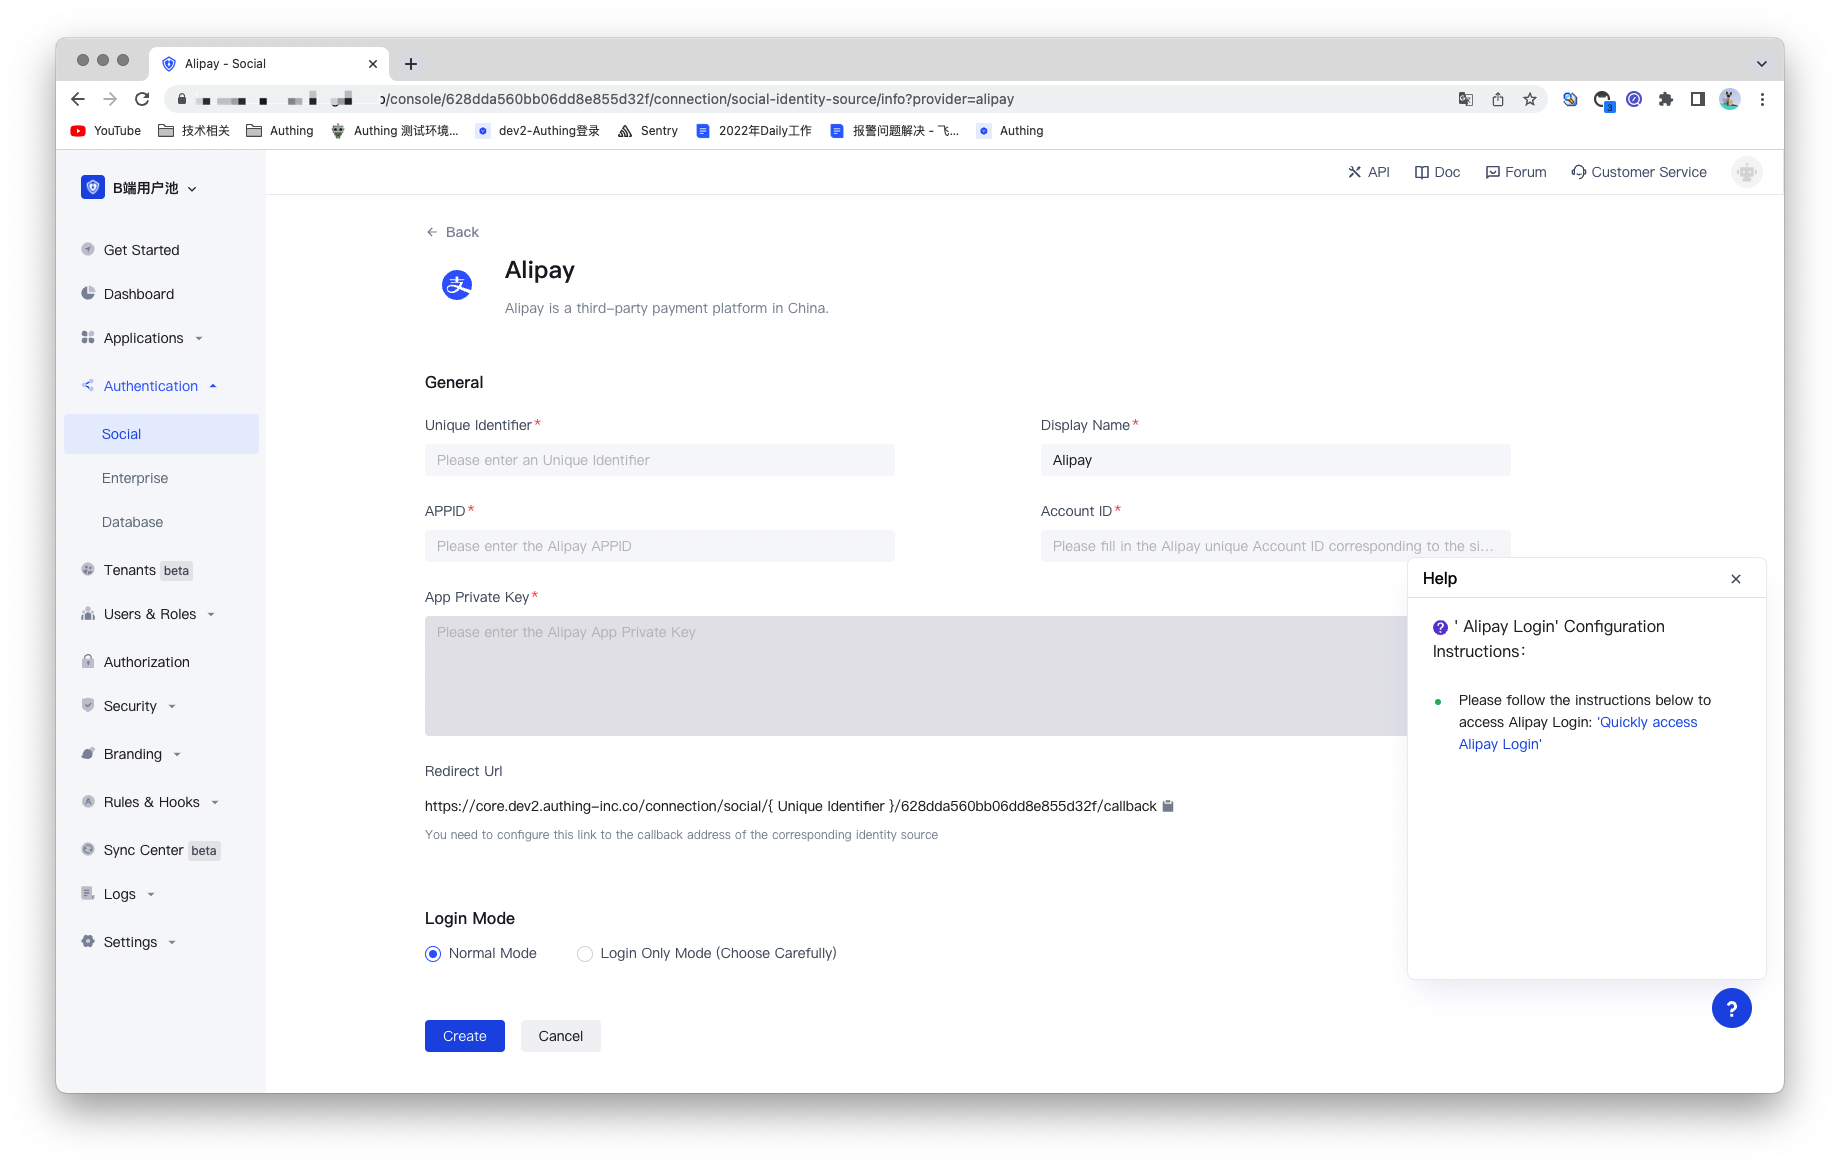 Alipay - Social
/console/628dda560bb06dd8e855d32f/connection/social-identity-source/info?provider=alipay
3
YouTube
技术相关
Authing
Authing 测试环境...
dev2-Authing登录
Sentry
2022年Daily工作
报警问题解决 - 飞...
Authing
B端用户池
API
Doc
Forum
Customer Service
Get Started
Dashboard
Applications
Authentication
Social
Enterprise
Database
Tenants beta
Users & Roles
Authorization
Security
Branding
Rules & Hooks
Sync Center beta
Logs
Settings
Back
支
Alipay
Alipay is a third-party payment platform in China.
General
Unique Identifier*
Please enter an Unique Identifier
Display Name*
Alipay
APPID*
Please enter the Alipay APPID
Account ID*
Please fill in the Alipay unique Account ID corresponding to the si...
App Private Key*
Please enter the Alipay App Private Key
Redirect Url
https://core.dev2.authing-inc.co/connection/social/{ Unique Identifier }/628dda560bb06dd8e855d32f/callback
You need to configure this link to the callback address of the corresponding identity source
Login Mode
Normal Mode
Login Only Mode (Choose Carefully)
Create
Cancel
Help
? ' Alipay Login' Configuration
Instructions：
Please follow the instructions below to
access Alipay Login: 'Quickly access
Alipay Login'
?